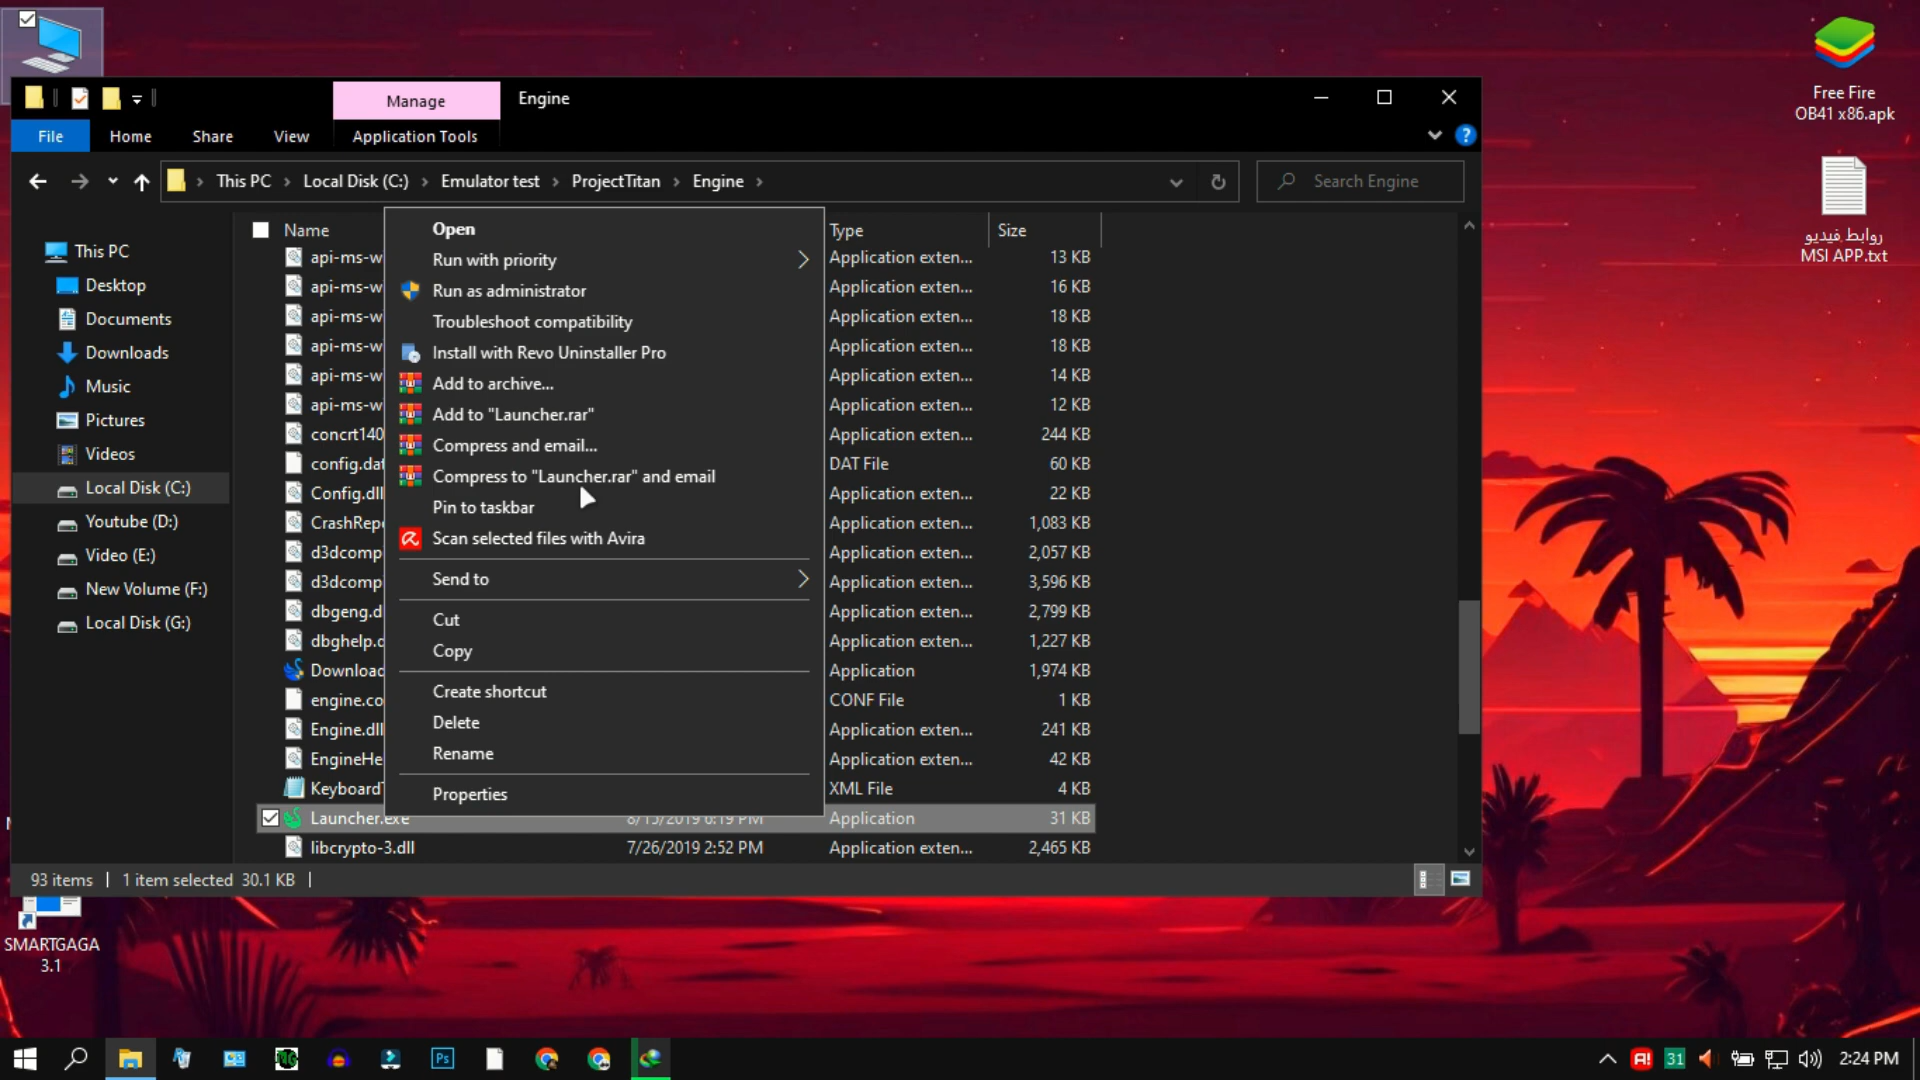 Manage
Engine
File
Home
Share
View
Application Tools
This PC
Local Disk (C:)
Emulator test
ProjectTitan
Engine
Search Engine
This PC
Desktop
Documents
Downloads
Music
Pictures
Videos
Local Disk (C:)
Youtube (D:)
Video (E:)
New Volume (F:)
Local Disk (G:)
Name
Type
Size
api-ms-w
Application exten...
13 KB
api-ms-w
Application exten...
16 KB
api-ms-w
Application exten...
18 KB
api-ms-w
Application exten...
18 KB
api-ms-w
Application exten...
14 KB
api-ms-w
Application exten...
12 KB
concrt140
Application exten...
244 KB
config.dat
DAT File
60 KB
Config.dll
Application exten...
22 KB
CrashRep
Application exten...
1,083 KB
d3dcomp
Application exten...
2,057 KB
d3dcomp
Application exten...
3,596 KB
dbgeng.d
Application exten...
2,799 KB
dbghelp.d
Application exten...
1,227 KB
Download
Application
1,974 KB
engine.co
CONF File
1 KB
Engine.dll
Application exten...
241 KB
EngineHe
Application exten...
42 KB
Keyboard
XML File
4 KB
Launcher.exe
8/15/2019 6:19 PM
Application
31 KB
libcrypto-3.dll
7/26/2019 2:52 PM
Application exten...
2,465 KB
Open
Run with priority
Run as administrator
Troubleshoot compatibility
Install with Revo Uninstaller Pro
Add to archive...
Add to "Launcher.rar"
Compress and email...
Compress to "Launcher.rar" and email
Pin to taskbar
Scan selected files with Avira
Send to
Cut
Copy
Create shortcut
Delete
Rename
Properties
93 items
1 item selected 30.1 KB
Free Fire
OB41 x86.apk
روابط فيديو
MSI APP.txt
SMARTGAGA
3.1
Ps
A!
31
2:24 PM